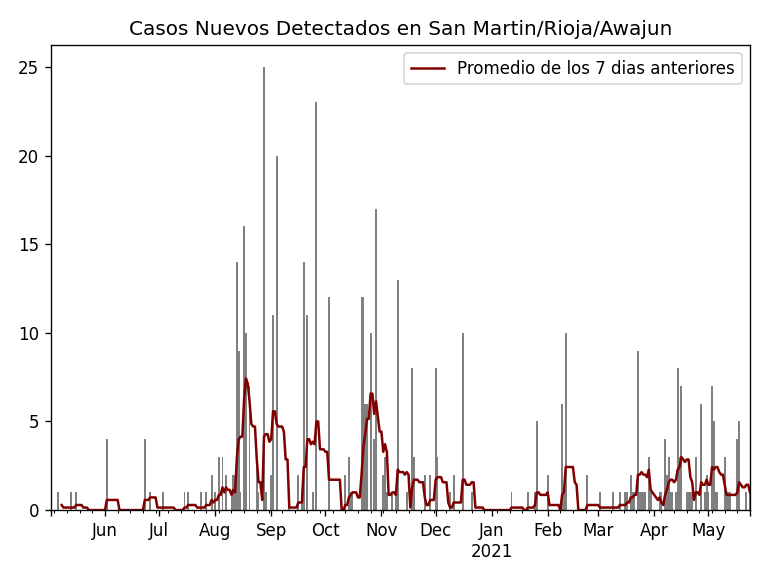 Casos Nuevos Detectados en San Martin/Rioja/Awajun
Promedio de los 7 dias anteriores
25
20
15
10
5
0
Jun Jul Aug Sep Oct Nov Dec Jan Feb Mar Apr May
2021